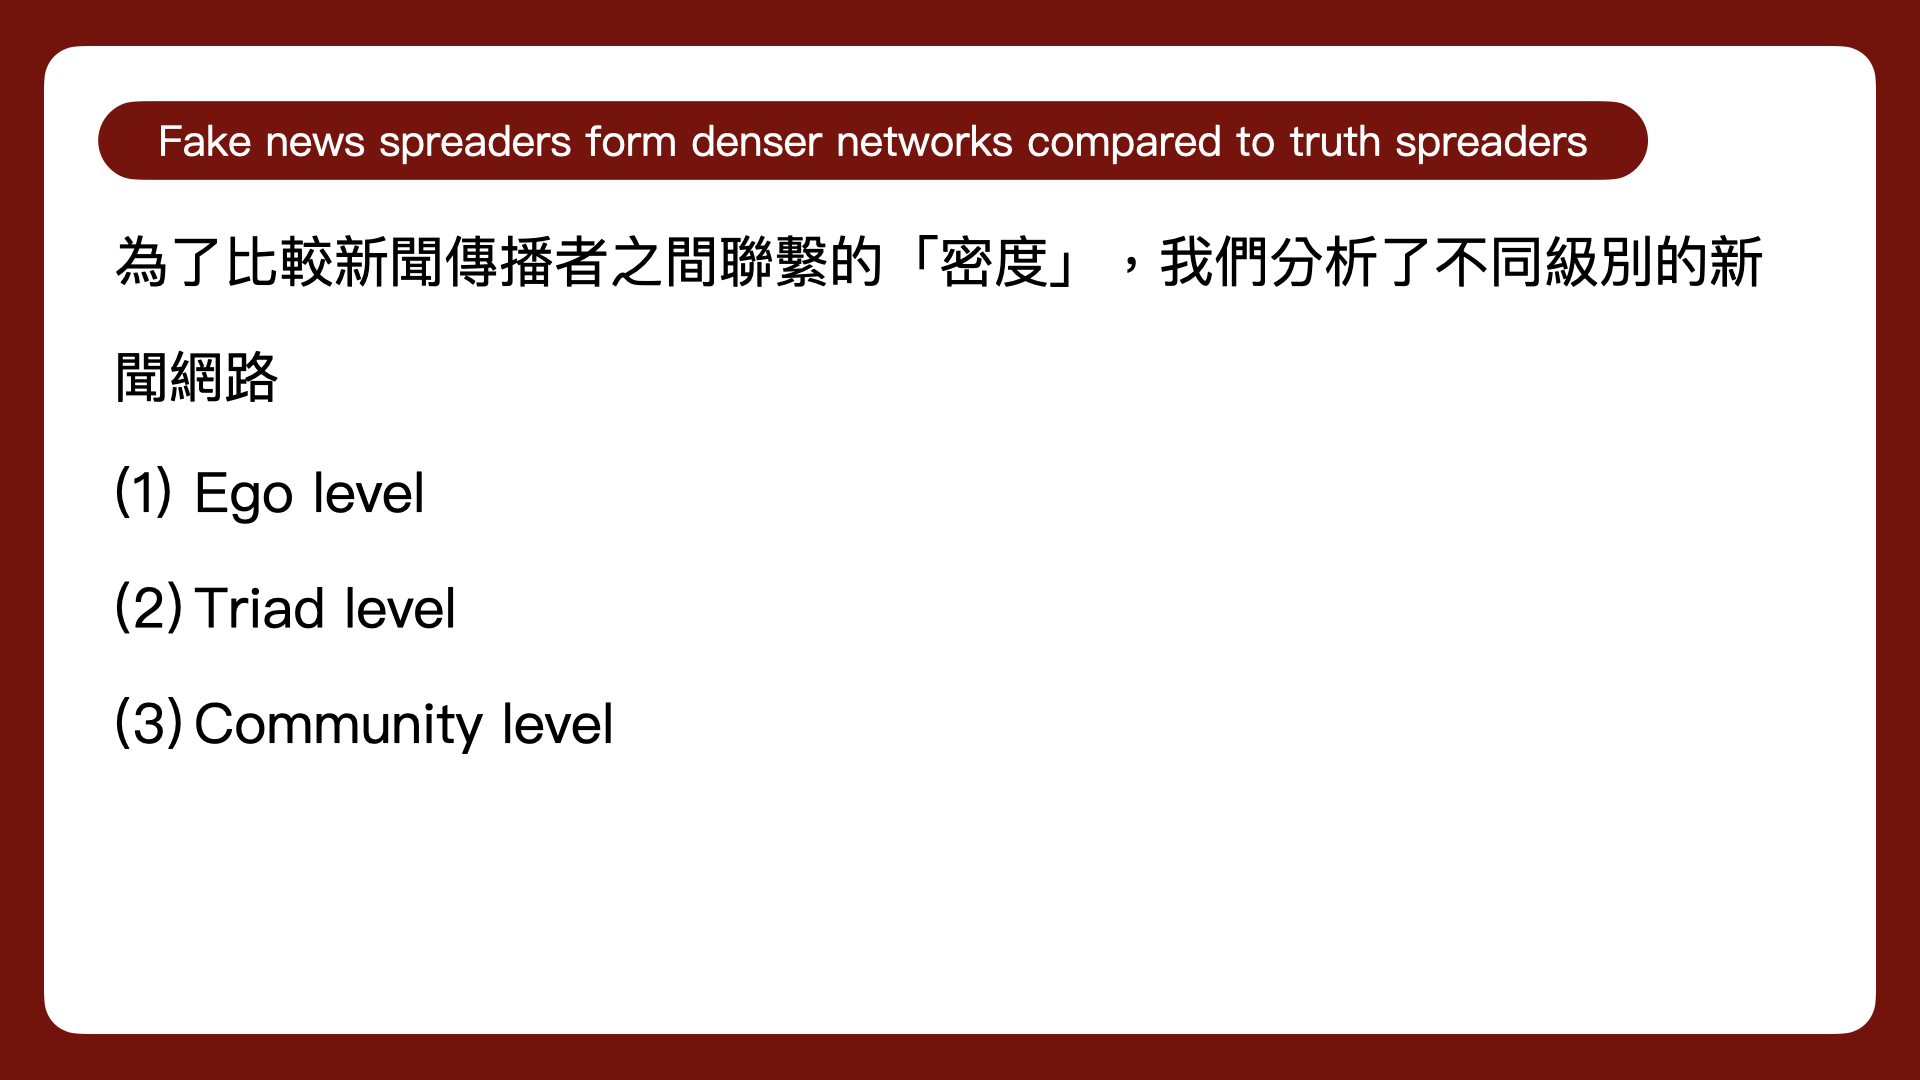 Fake news spreaders form denser networks compared to truth spreaders
為了比較新聞傳播者之間聯繫的「密度」，我們分析了不同級別的新
聞網路
(1) Ego level
(2) Triad level
(3) Community level